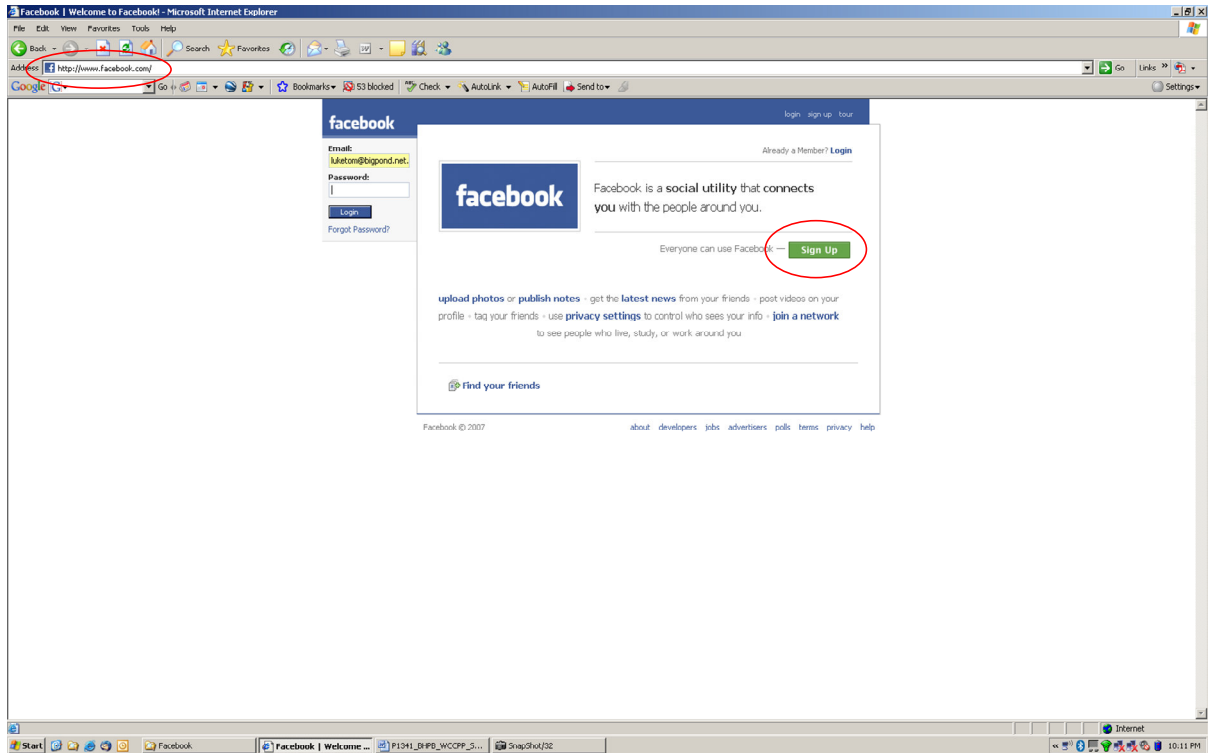 Facebook | Welcome to Facebook! - Microsoft Internet Explorer
File Edit View Favorites Tools Help
Back Search Favorites
Address http://www.facebook.com/ Go Links »
Google Go Bookmarks 53 blocked Check AutoLink AutoFill Send to Settings
facebook
login sign up tour
Email:
luketom@bigpond.net.
Password:
Login
Forgot Password?
Already a Member? Login
facebook
Facebook is a social utility that connects
you with the people around you.
Everyone can use Facebook — Sign Up
upload photos or publish notes - get the latest news from your friends - post videos on your
profile - tag your friends - use privacy settings to control who sees your info - join a network
to see people who live, study, or work around you
Find your friends
Facebook © 2007
about developers jobs advertisers polls terms privacy help
Internet
Start Facebook Facebook | Welcome ... P1341_BHPB_WCCPP_S... SnapShot/32 10:11 PM